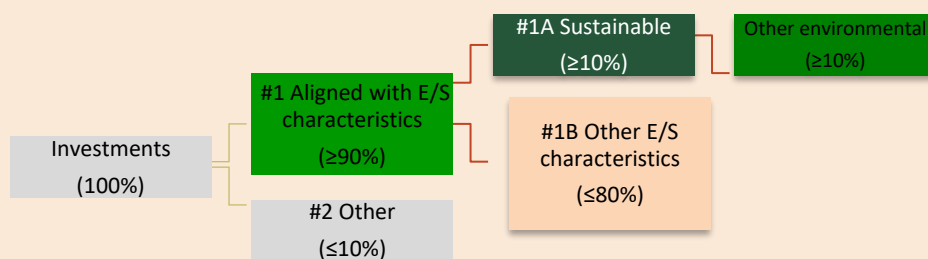 Investments
(100%)
#1 Aligned with E/S
characteristics
(≥90%)
#2 Other
(≤10%)
#1A Sustainable
(≥10%)
#1B Other E/S
characteristics
(≤80%)
Other environmental
(≥10%)